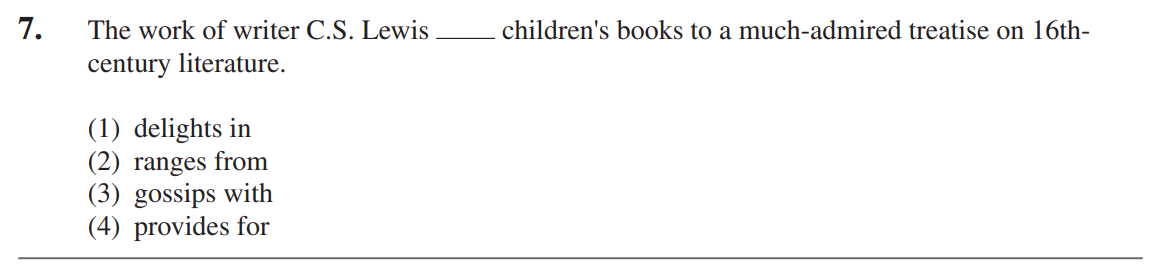 7. The work of writer C.S. Lewis ____ children's books to a much-admired treatise on 16th-
century literature.
(1) delights in
(2) ranges from
(3) gossips with
(4) provides for